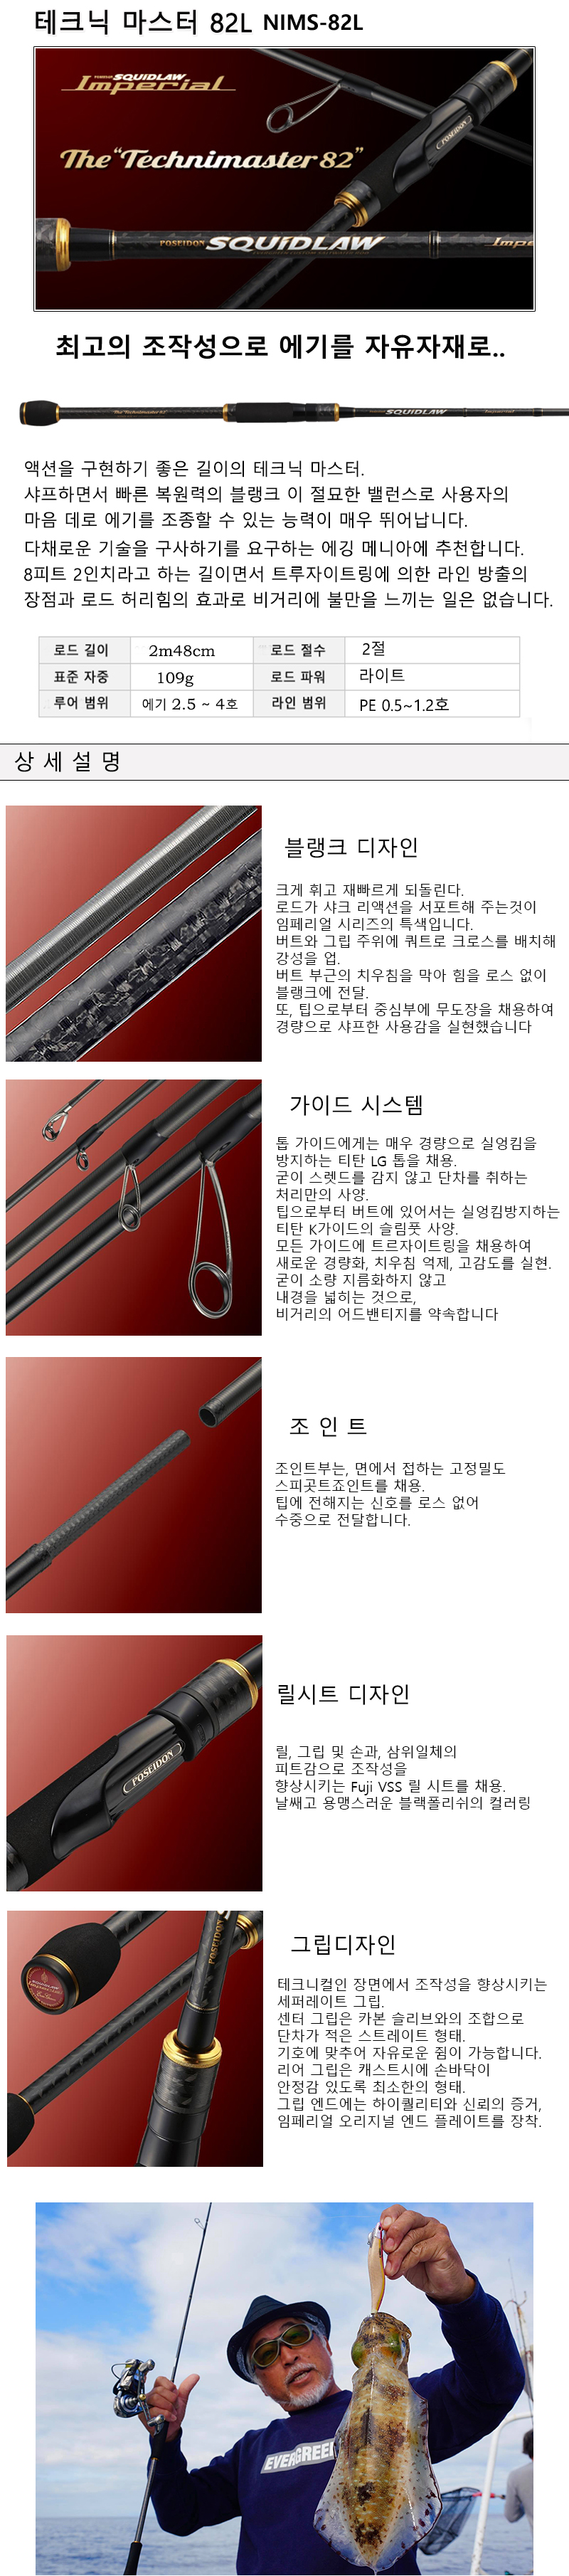 테크닉 마스터 82L NIMS-82L
SQUIDLAW
Imperial
The "Technimaster 82"
POSEIDON
POSEIDON SQUIDLAW
최고의 조작성으로 에기를 자유자재로..
The "Technimaster 82"
SQUIDLAW
액션을 구현하기 좋은 길이의 테크닉 마스터.
샤프하면서 빠른 복원력의 블랭크 이 절묘한 밸런스로 사용자의
마음 데로 에기를 조종할 수 있는 능력이 매우 뛰어납니다.
다채로운 기술을 구사하기를 요구하는 에깅 메니아에 추천합니다.
8피트 2인치라고 하는 길이면서 트루자이트링에 의한 라인 방출의
장점과 로드 허리힘의 효과로 비거리에 불만을 느끼는 일은 없습니다.
로드 길이 2m48cm 로드 절수 2절
표준 자중 109g 로드 파워 라이트
루어 범위 에기 2.5 ~ 4호 라인 범위 PE 0.5~1.2호
상 세 설 명
블랭크 디자인
크게 휘고 재빠르게 되돌린다.
로드가 샤크 리액션을 서포트해 주는것이
임페리얼 시리즈의 특색입니다.
버트와 그립 주위에 쿼트로 크로스를 배치해
강성을 업.
버트 부근의 치우침을 막아 힘을 로스 없이
블랭크에 전달.
또, 팁으로부터 중심부에 무도장을 채용하여
경량으로 샤프한 사용감을 실현했습니다
가이드 시스템
톱 가이드에게는 매우 경량으로 실엉킴을
방지하는 티탄 LG 톱을 채용.
굳이 스렛드를 감지 않고 단차를 취하는
처리만의 사양.
팁으로부터 버트에 있어서는 실엉킴방지하는
티탄 K가이드의 슬림풋 사양.
모든 가이드에 트르자이트링을 채용하여
새로운 경량화, 치우침 억제, 고감도를 실현.
굳이 소량 지름화하지 않고
내경을 넓히는 것으로,
비거리의 어드밴티지를 약속합니다
조 인 트
조인트부는, 면에서 접하는 고정밀도
스피곳트죠인트를 채용.
팁에 전해지는 신호를 로스 없어
수중으로 전달합니다.
POSEIDON
릴시트 디자인
릴, 그립 및 손과, 삼위일체의
피트감으로 조작성을
향상시키는 Fuji VSS 릴 시트를 채용.
날쌔고 용맹스러운 블랙폴리쉬의 컬러링
POSEIDON
그립디자인
테크니컬인 장면에서 조작성을 향상시키는
세퍼레이트 그립.
센터 그립은 카본 슬리브와의 조합으로
단차가 적은 스트레이트 형태.
기호에 맞추어 자유로운 쥠이 가능합니다.
리어 그립은 캐스트시에 손바닥이
안정감 있도록 최소한의 형태.
그립 엔드에는 하이퀄리티와 신뢰의 증거,
임페리얼 오리지널 엔드 플레이트를 장착.
EVERGREEN